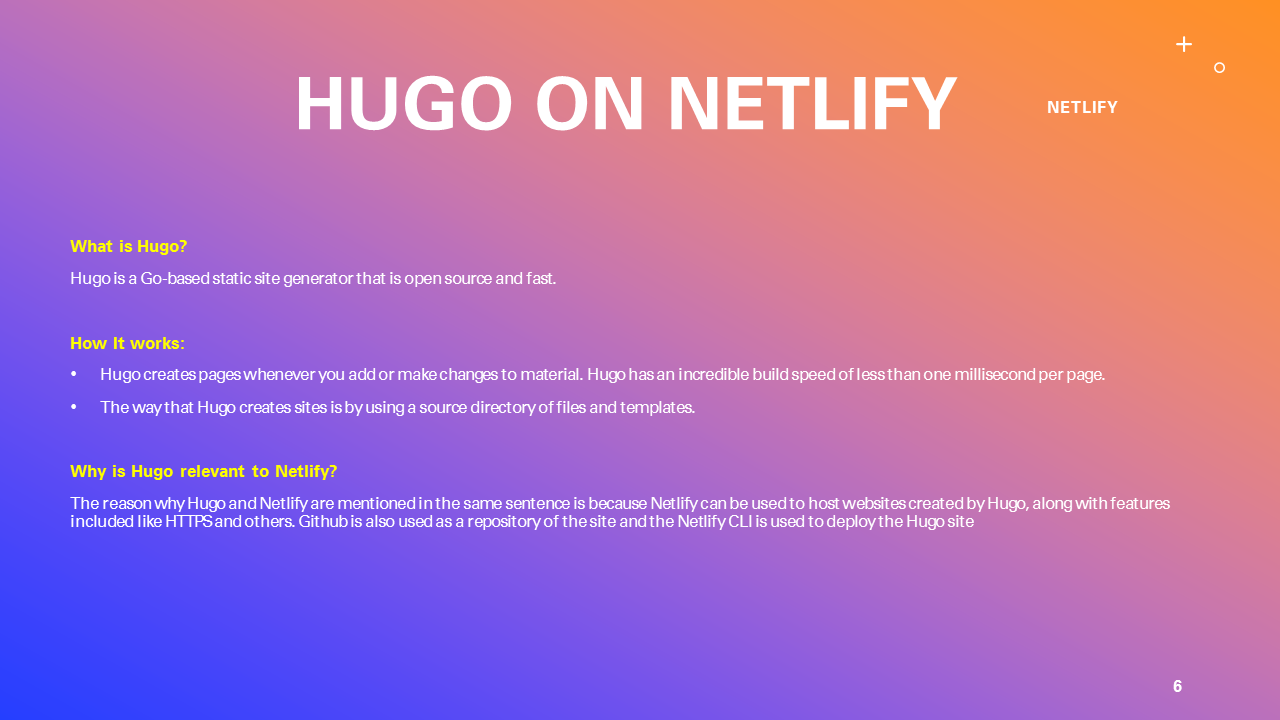 HUGO ON NETLIFY
NETLIFY
What is Hugo?
Hugo is a Go-based static site generator that is open source and fast.
How It works:
• Hugo creates pages whenever you add or make changes to material. Hugo has an incredible build speed of less than one millisecond per page.
• The way that Hugo creates sites is by using a source directory of files and templates.
Why is Hugo relevant to Netlify?
The reason why Hugo and Netlify are mentioned in the same sentence is because Netlify can be used to host websites created by Hugo, along with features
included like HTTPS and others. Github is also used as a repository of the site and the Netlify CLI is used to deploy the Hugo site
6